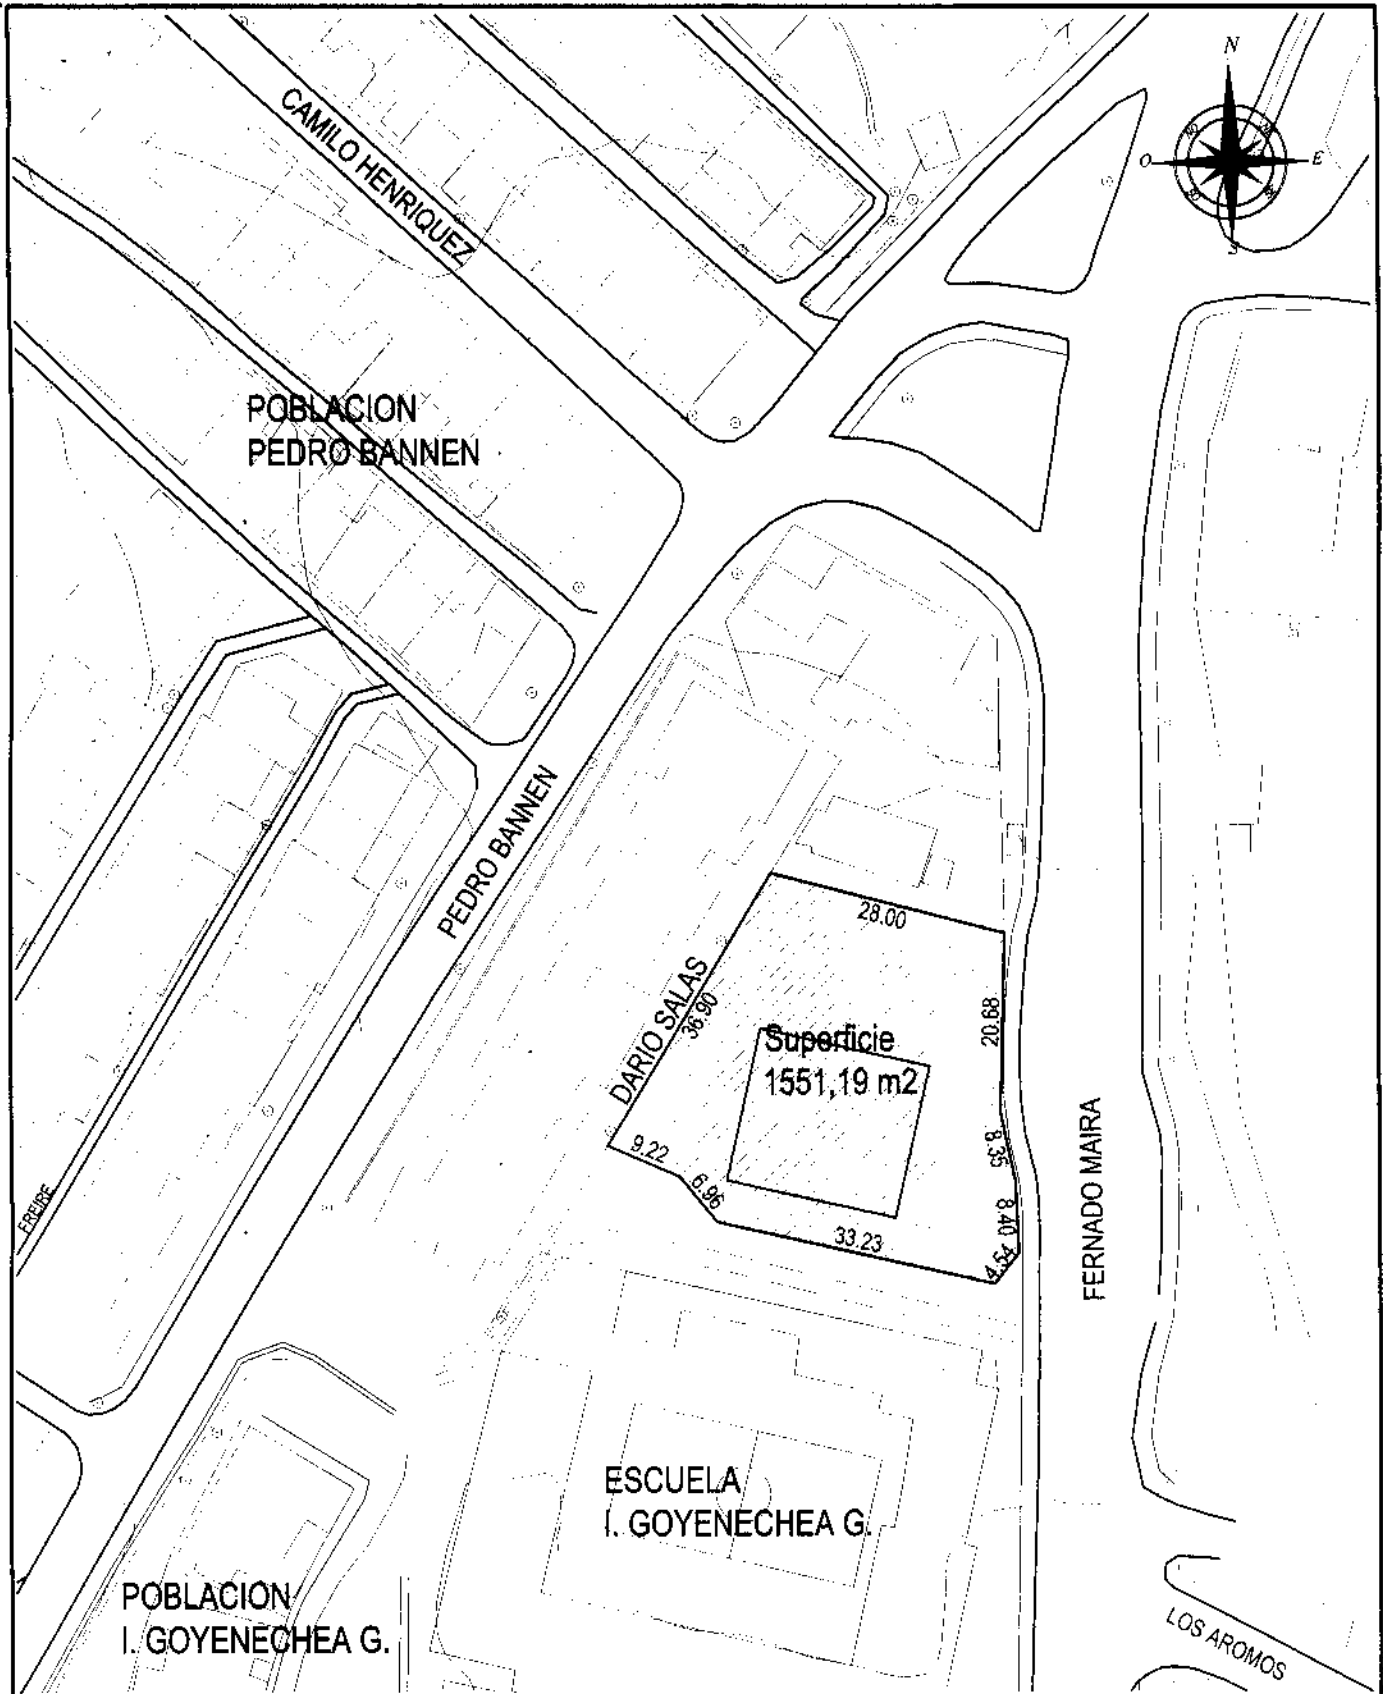 N
O
E
S
CAMILO HENRIQUEZ
POBLACION
PEDRO BANNEN
PEDRO BANNEN
28.00
DARIO SALAS
36.90
20.68
Superficie
1551,19 m2
8.35
9.22
6.96
8.40
33.23
4.54
FERNADO MAIRA
FREIRE
ESCUELA
I. GOYENECHEA G.
POBLACION
I. GOYENECHEA G.
LOS AROMOS